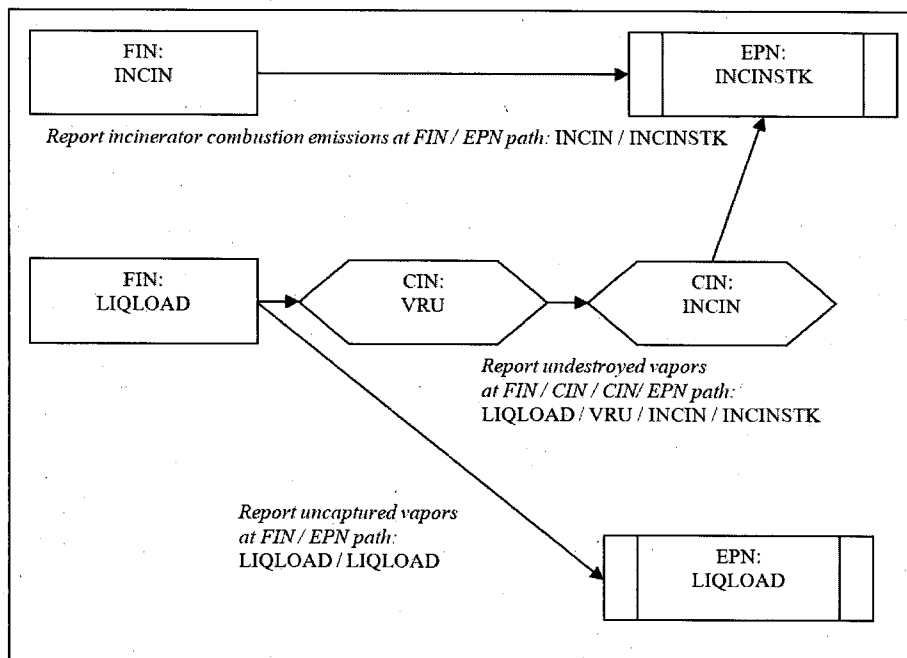 FIN:
INCIN
EPN:
INCINSTK
Report incinerator combustion emissions at FIN / EPN path: INCIN / INCINSTK
FIN:
LIQLOAD
CIN:
VRU
CIN:
INCIN
Report undestroyed vapors
at FIN / CIN / CIN/ EPN path:
LIQLOAD / VRU / INCIN / INCINSTK
Report uncaptured vapors
at FIN / EPN path:
LIQLOAD / LIQLOAD
EPN:
LIQLOAD